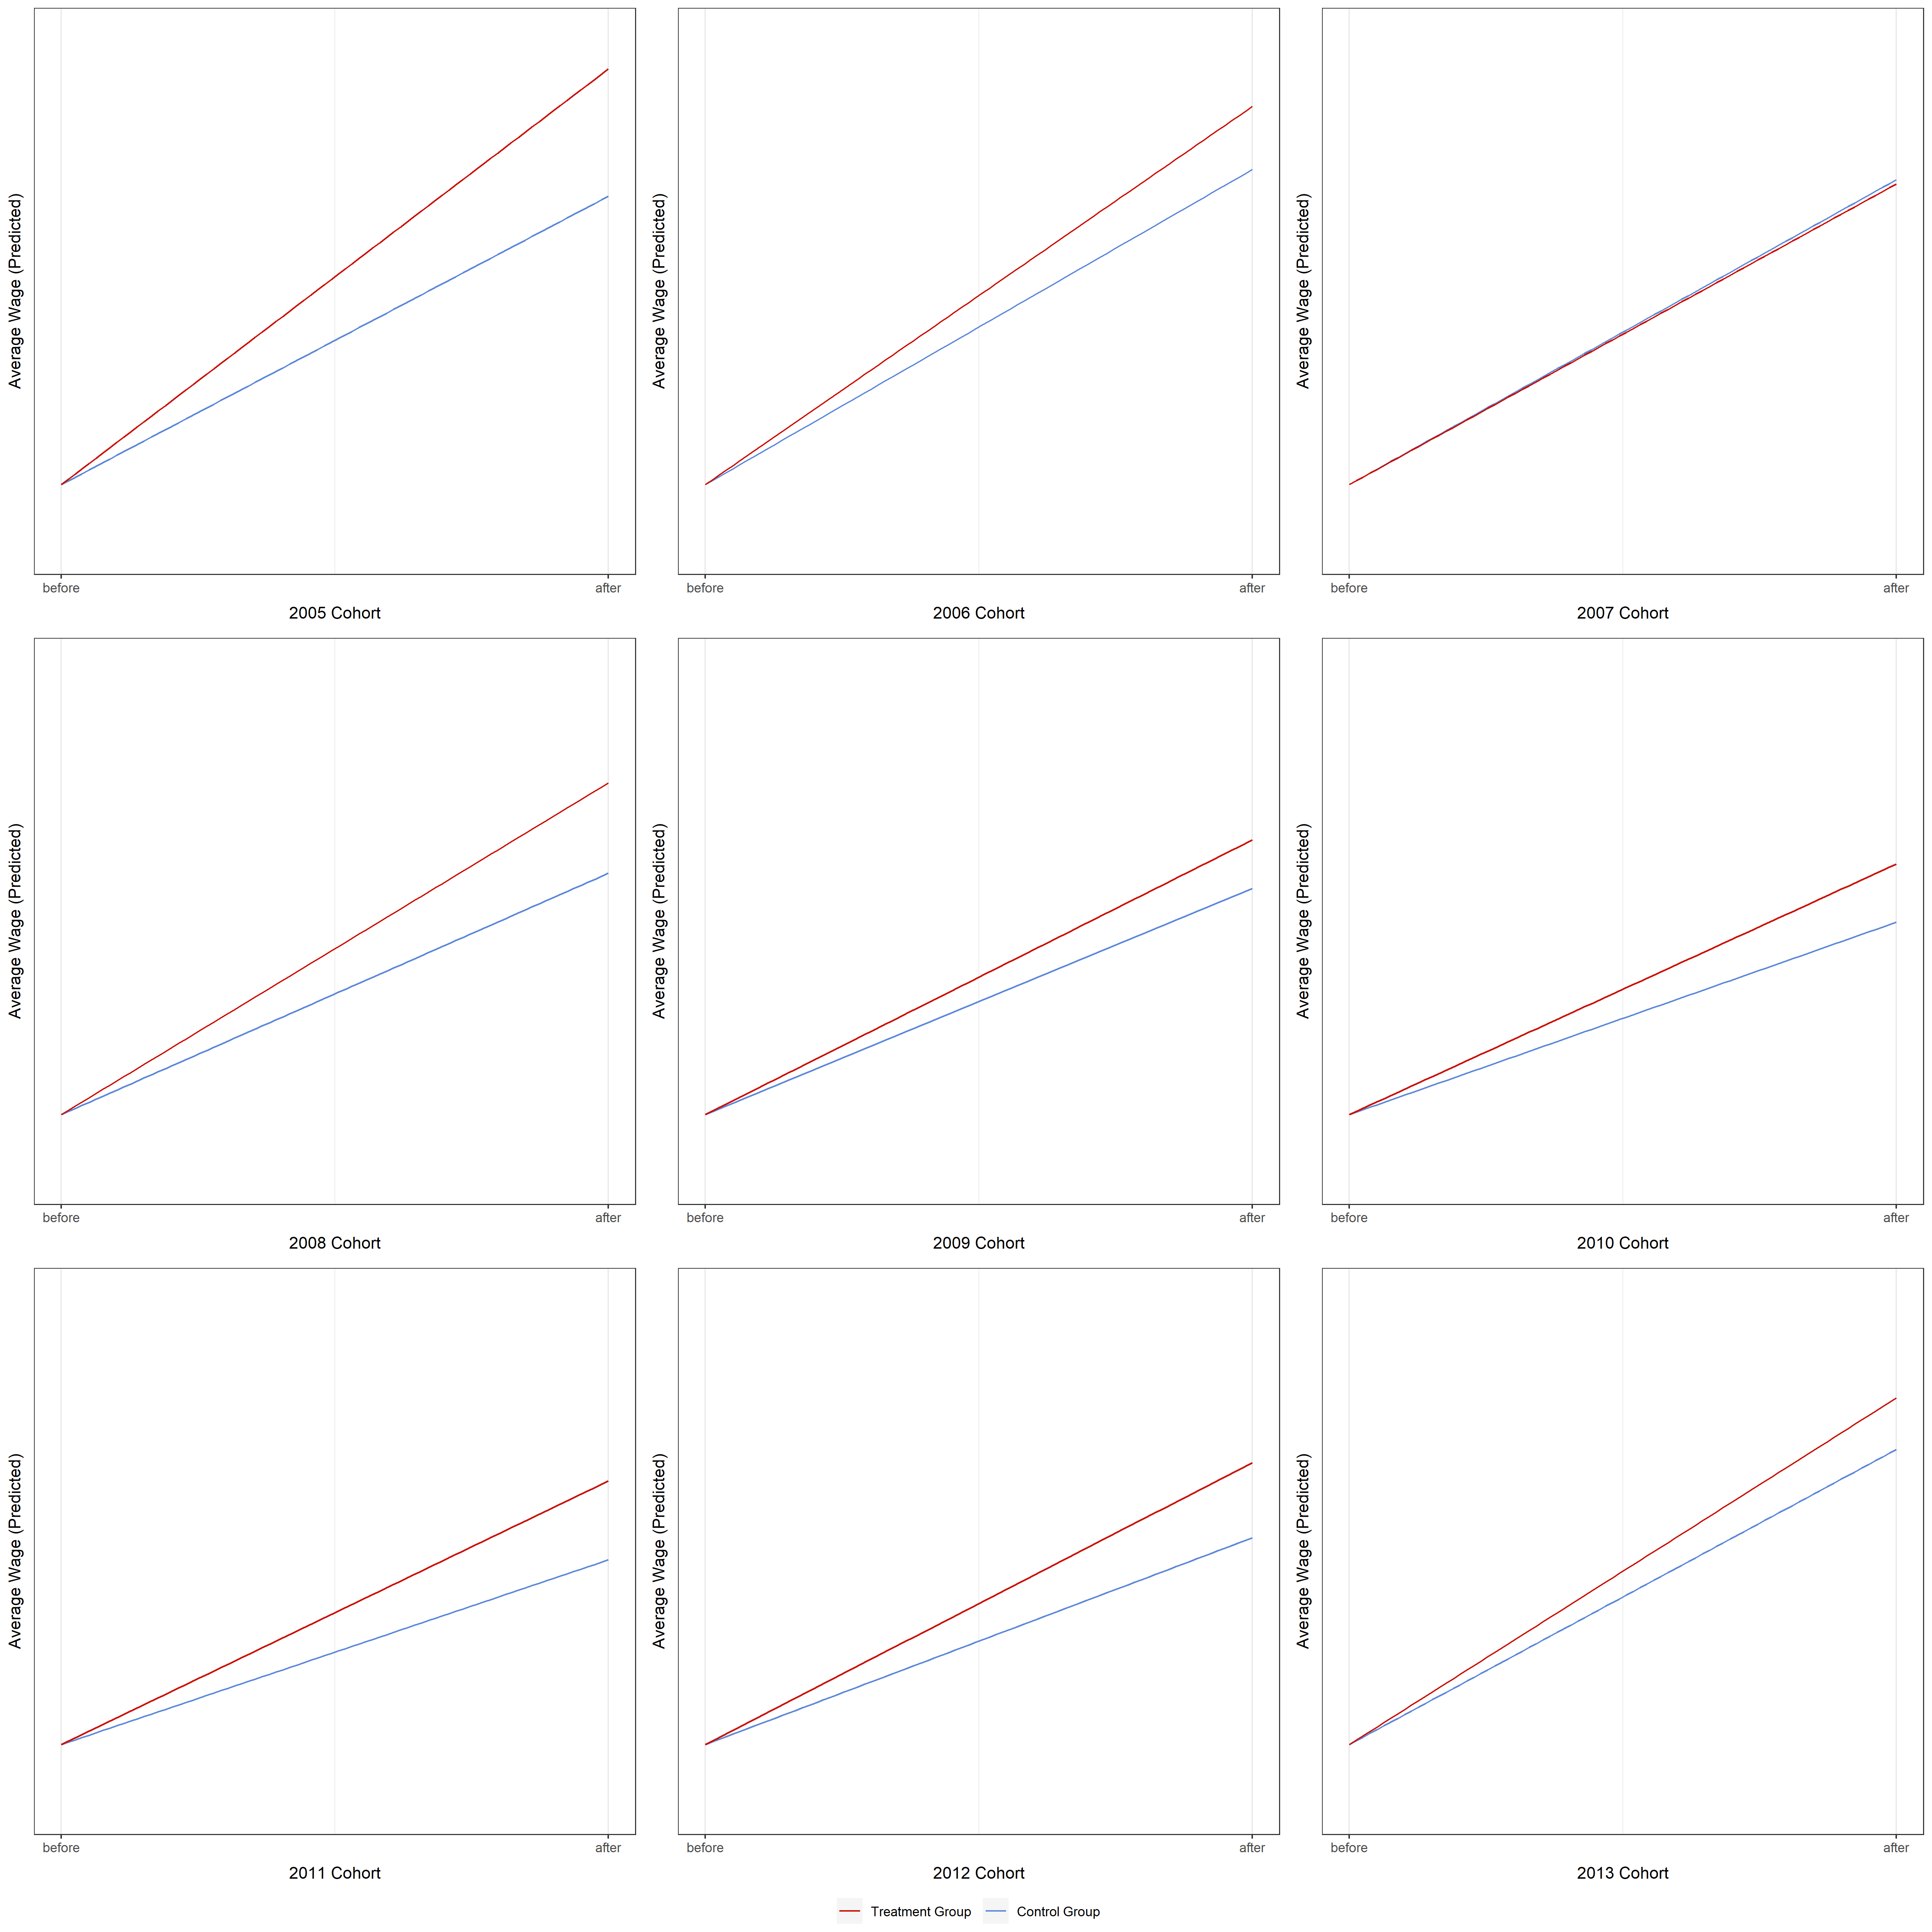 Average Wage (Predicted)
before
after
2005 Cohort
Average Wage (Predicted)
before
after
2006 Cohort
Average Wage (Predicted)
before
after
2007 Cohort
Average Wage (Predicted)
before
after
2008 Cohort
Average Wage (Predicted)
before
after
2009 Cohort
Average Wage (Predicted)
before
after
2010 Cohort
Average Wage (Predicted)
before
after
2011 Cohort
Average Wage (Predicted)
before
after
2012 Cohort
Average Wage (Predicted)
before
after
2013 Cohort
Treatment Group
Control Group